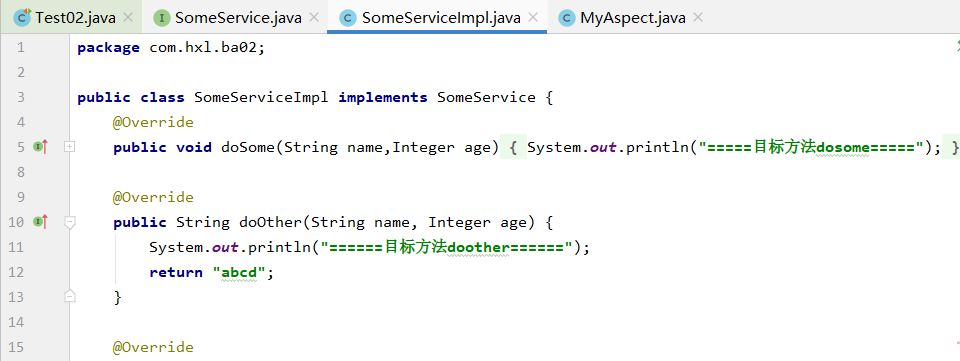 Test02.java SomeService.java SomeServiceImpl.java MyAspect.java
1 package com.hxl.ba02;
2
3 public class SomeServiceImpl implements SomeService {
4 @Override
5 public void doSome(String name,Integer age) { System.out.println("=====目标方法dosome====="); }
8
9 @Override
10 public String doOther(String name, Integer age) {
11 System.out.println("======目标方法doother======");
12 return "abcd";
13 }
14
15 @Override